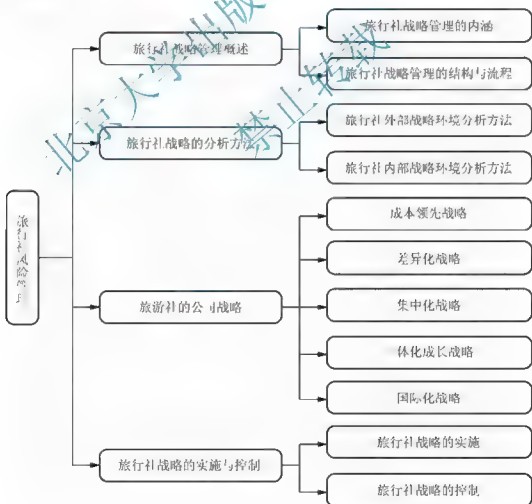 旅行社战略管理的内涵
旅行社战略管理概述
旅行社战略管理的结构与流程
旅行社外部战略环境分析方法
旅行社战略的分析方法
旅行社内部战略环境分析方法
旅行社风险管理
成本领先战略
差异化战略
旅游社的公司战略
集中化战略
一体化成长战略
国际化战略
旅行社战略的实施
旅行社战略的实施与控制
旅行社战略的控制
北京大学出版
禁止转载